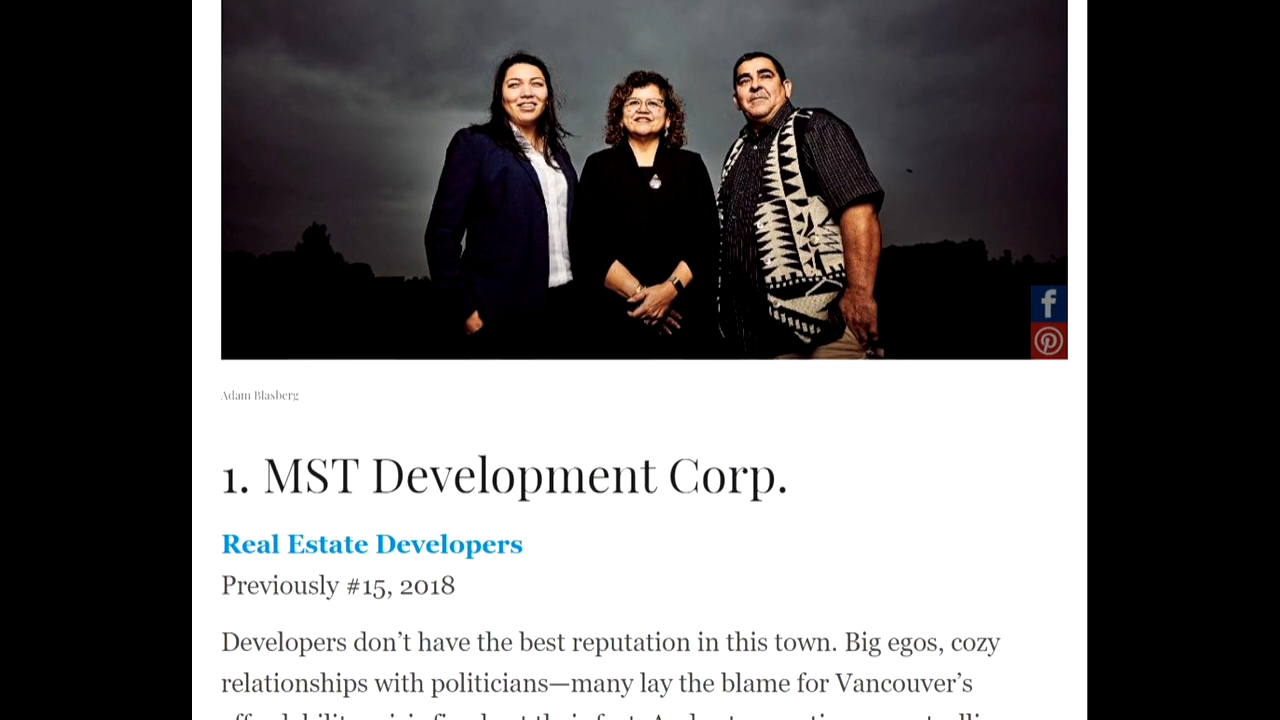 Adam Blasberg
1. MST Development Corp.
Real Estate Developers
Previously #15, 2018
Developers don’t have the best reputation in this town. Big egos, cozy
relationships with politicians—many lay the blame for Vancouver’s